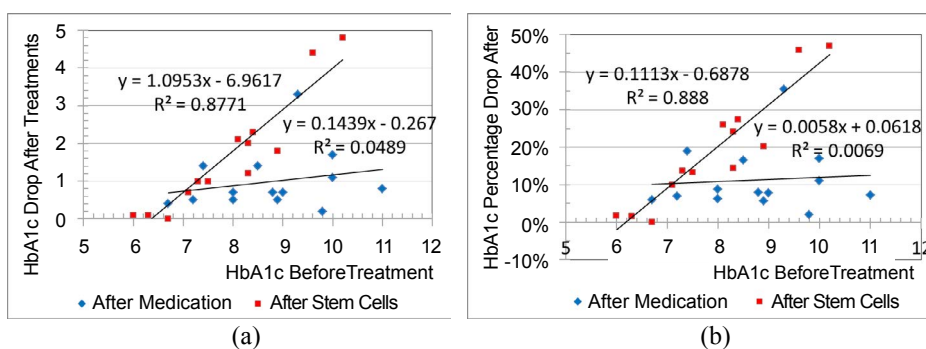 HbA1c Drop After Treatments
5
4
3
2
1
0
5 6 7 8 9 10 11 12
y = 1.0953x - 6.9617
R² = 0.8771
y = 0.1439x - 0.267
R² = 0.0489
HbA1c BeforeTreatment
After Medication After Stem Cells
(a)
HbA1c Percentage Drop After
50%
40%
30%
20%
10%
0%
-10%
5 6 7 8 9 10 11 12
y = 0.1113x - 0.6878
R² = 0.888
y = 0.0058x + 0.0618
R² = 0.0069
HbA1c BeforeTreatment
After Medication After Stem Cells
(b)